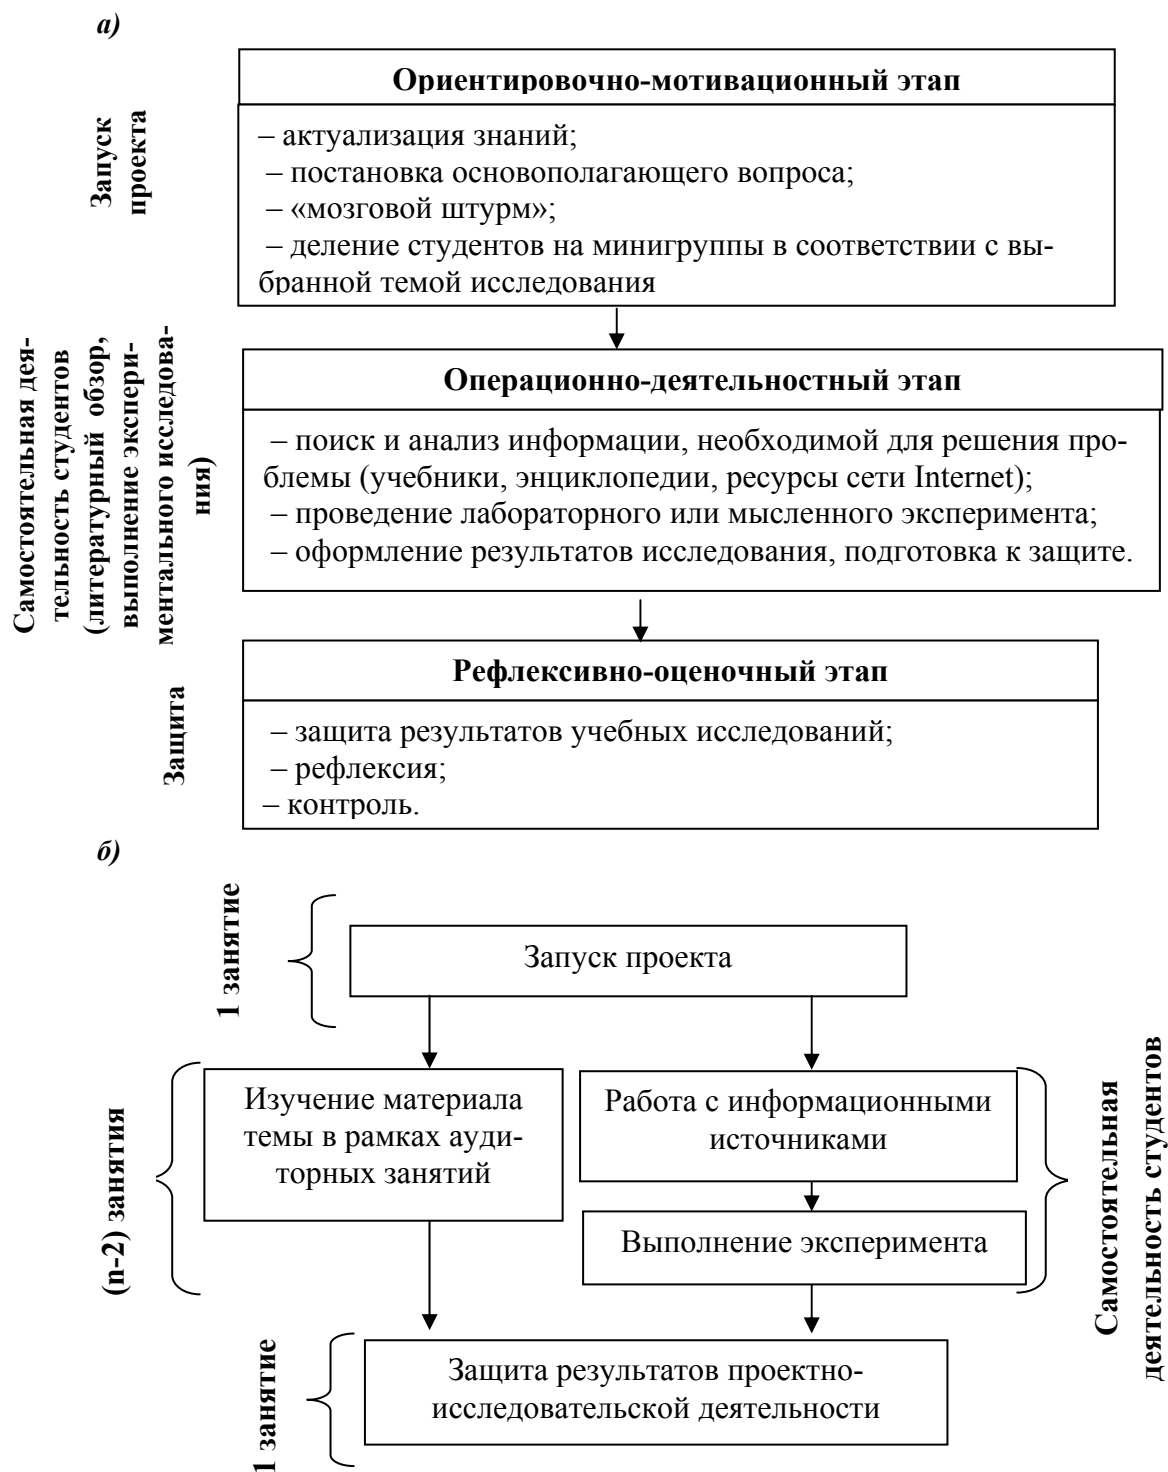 а)
Запуск
проекта
Ориентировочно-мотивационный этап
– актуализация знаний;
– постановка основополагающего вопроса;
– «мозговой штурм»;
– деление студентов на минигруппы в соответствии с вы-
бранной темой исследования
Самостоятельная дея-
тельность студентов
(литературный обзор,
выполнение экспери-
ментального исследова-
ния)
Операционно-деятельностный этап
– поиск и анализ информации, необходимой для решения про-
блемы (учебники, энциклопедии, ресурсы сети Internet);
– проведение лабораторного или мысленного эксперимента;
– оформление результатов исследования, подготовка к защите.
Защита
Рефлексивно-оценочный этап
– защита результатов учебных исследований;
– рефлексия;
– контроль.
б)
1 занятие
Запуск проекта
(n-2) занятия
Изучение материала
темы в рамках ауди-
торных занятий
Работа с информационными
источниками
Выполнение эксперимента
Самостоятельная
деятельность студентов
1 занятие
Защита результатов проектно-
исследовательской деятельности